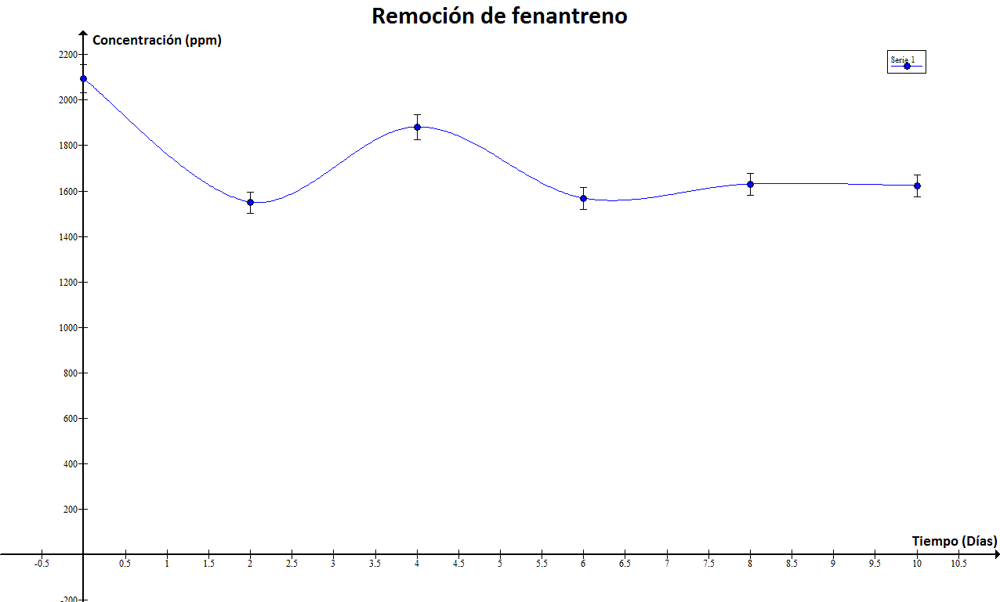 Remoción de fenantreno
Concentración (ppm)
Serie 1
2200
2000
1800
1600
1400
1200
1000
800
600
400
200
-200
Tiempo (Días)
-0.5 0.5 1 1.5 2 2.5 3 3.5 4 4.5 5 5.5 6 6.5 7 7.5 8 8.5 9 9.5 10 10.5